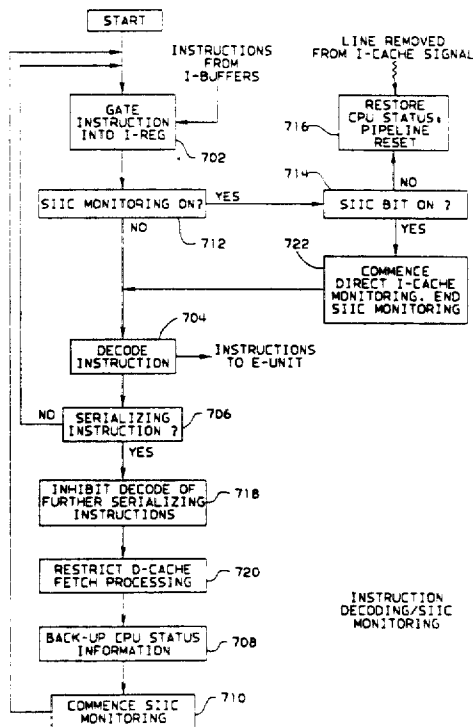 START
INSTRUCTIONS
FROM
I-BUFFERS
LINE REMOVED
FROM I-CACHE SIGNAL
GATE
INSTRUCTION
INTO I-REG
702
716
RESTORE
CPU STATUS:
PIPELINE
RESET
714
NO
SIIC MONITORING ON?
YES
SIIC BIT ON ?
NO
712
YES
722
COMMENCE
DIRECT I-CACHE
MONITORING. END
SIIC MONITORING
704
DECODE
INSTRUCTION
INSTRUCTIONS
TO E-UNIT
NO
SERIALIZING
INSTRUCTION ?
706
YES
INHIBIT DECODE OF
FURTHER SERIALIZING
INSTRUCTIONS
718
RESTRICT D-CACHE
FETCH PROCESSING
720
BACK-UP CPU STATUS
INFORMATION
708
COMMENCE SIIC
MONITORING
710
INSTRUCTION
DECODING/SIIC
MONITORING